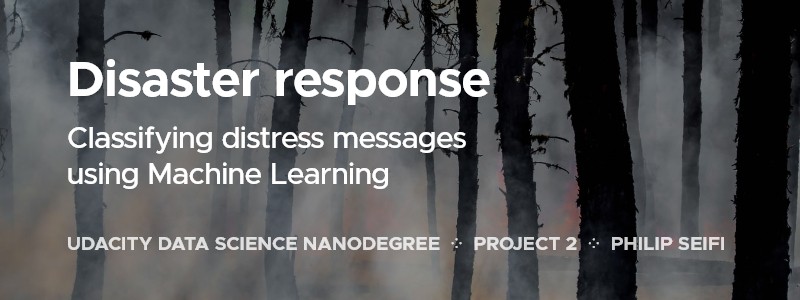 Disaster response
Classifying distress messages
using Machine Learning
UDACITY DATA SCIENCE NANODEGREE ⁘ PROJECT 2 ⁘ PHILIP SEIFI